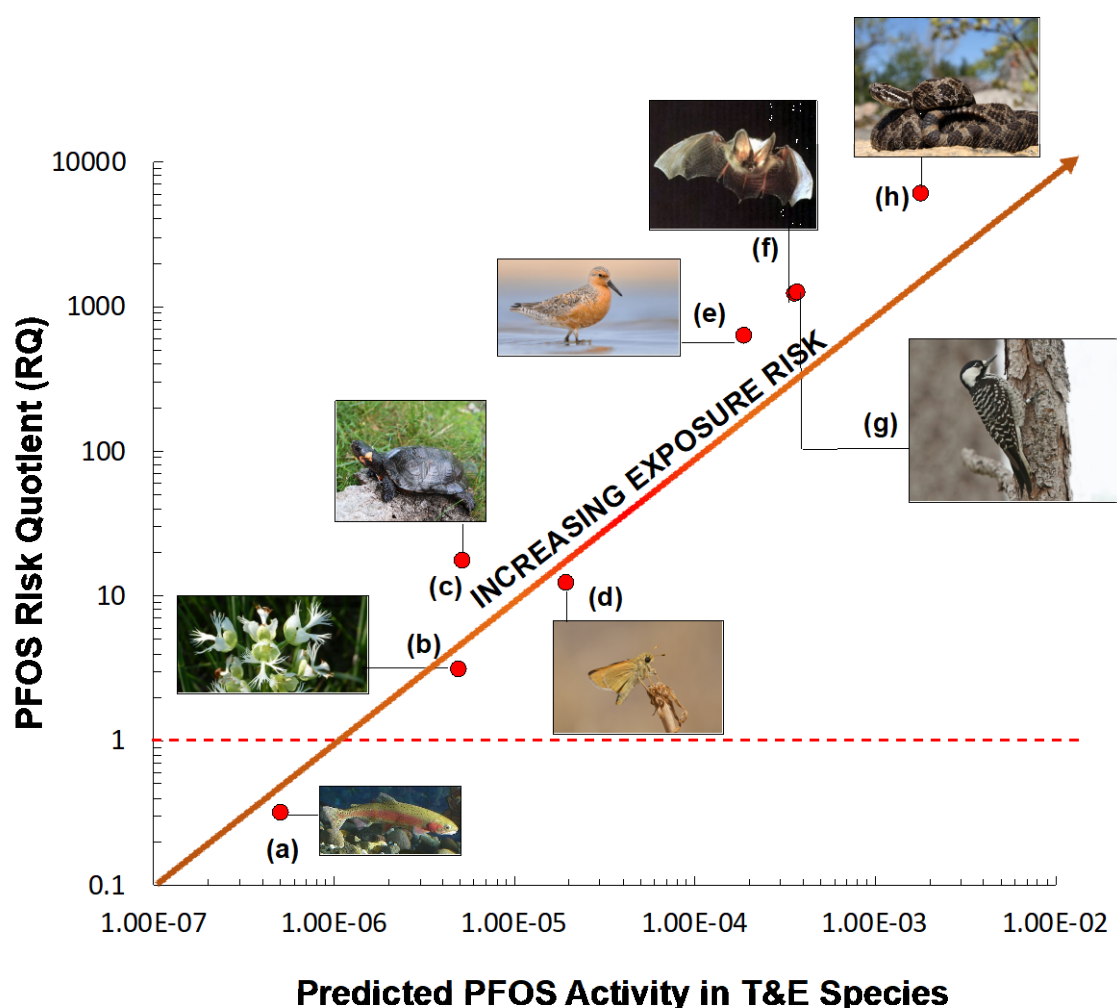 10000
1000
100
10
1
0.1
PFOS Risk Quotient (RQ)
(h)
(f)
(e)
(g)
INCREASING EXPOSURE RISK
(c)
(d)
(b)
(a)
1.00E-07 1.00E-06 1.00E-05 1.00E-04 1.00E-03 1.00E-02
Predicted PFOS Activity in T&E Species